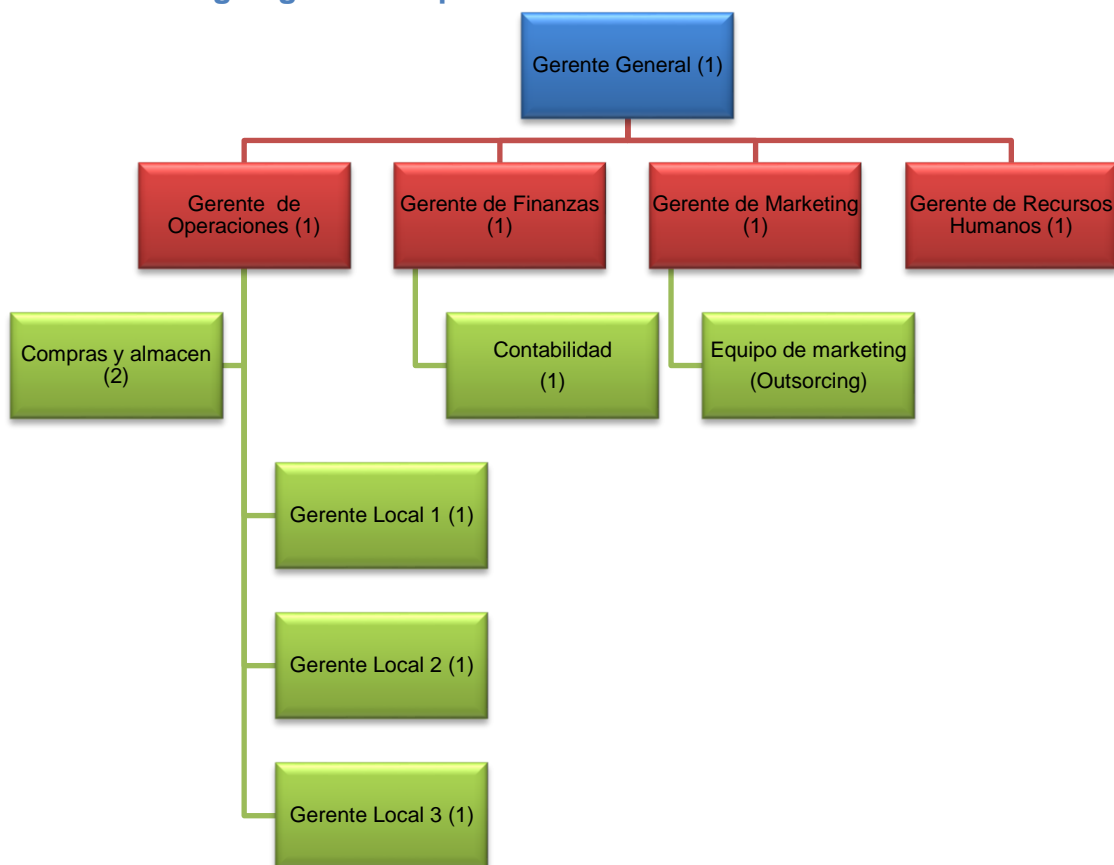 Gerente General (1)
Gerente de
Operaciones (1)
Gerente de Finanzas
(1)
Gerente de Marketing
(1)
Gerente de Recursos
Humanos (1)
Compras y almacen
(2)
Contabilidad
(1)
Equipo de marketing
(Outsorcing)
Gerente Local 1 (1)
Gerente Local 2 (1)
Gerente Local 3 (1)